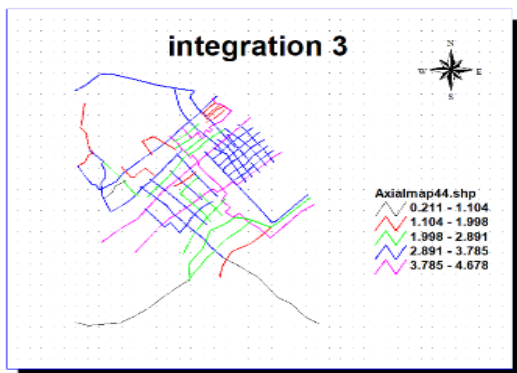 integration 3
N
W E
S
Axialmap44.shp
0.211 - 1.104
1.104 - 1.998
1.998 - 2.891
2.891 - 3.785
3.785 - 4.678